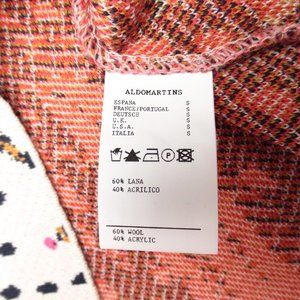 ALDOMARTINS
ESPAÑA S
FRANCE/PORTUGAL S
DEUTSCH S
U.K. S
U.S.A. S
ITALIA S
P
60% LANA
40% ACRILICO
60% WOOL
40% ACRYLIC